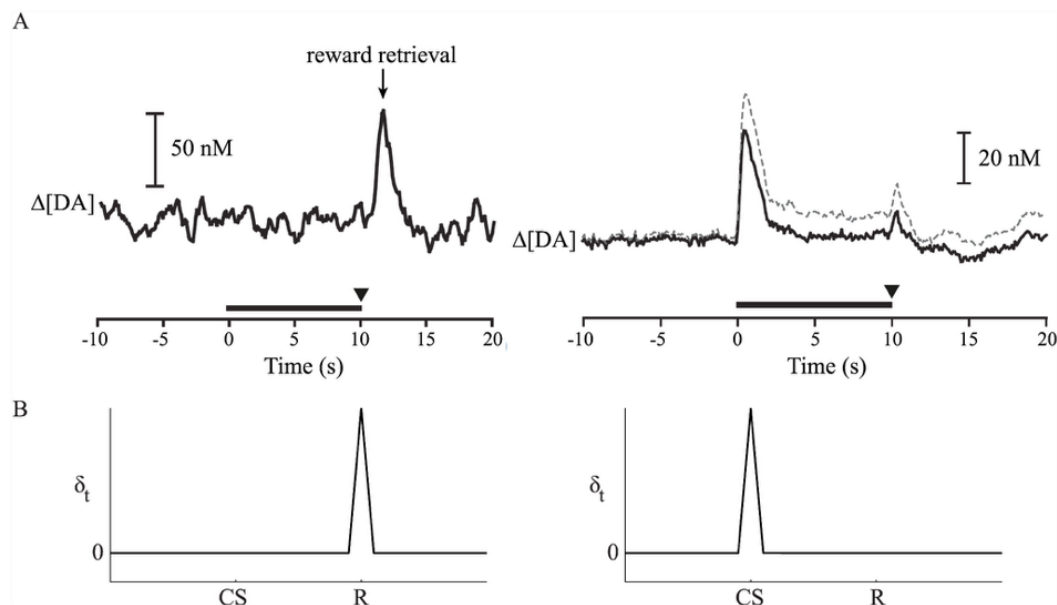 A
reward retrieval
50 nM
20 nM
Δ[DA]
Δ[DA]
-10 -5 0 5 10 15 20
-10 -5 0 5 10 15 20
Time (s)
Time (s)
B
δt
δt
0
0
CS R
CS R